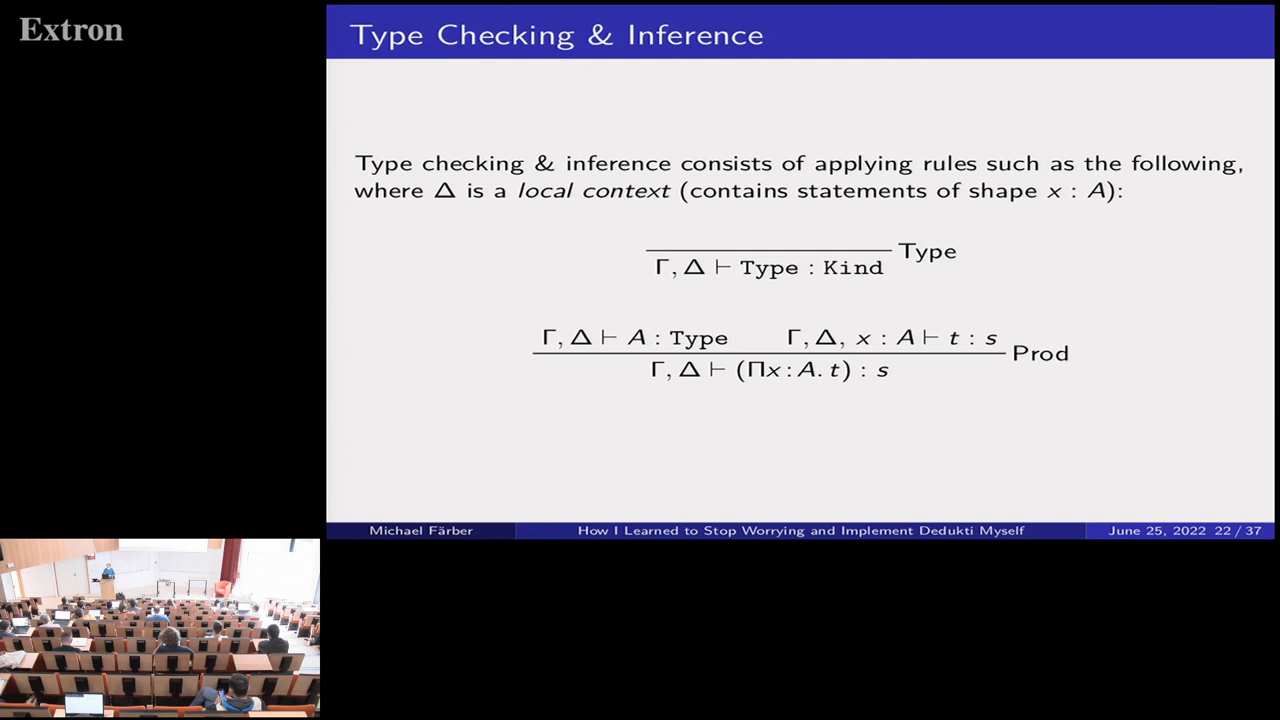 Extron
Type Checking & Inference
Type checking & inference consists of applying rules such as the following,
where Δ is a local context (contains statements of shape x : A):
Type
Γ, Δ ⊢ Type : Kind
Γ, Δ ⊢ A : Type Γ, Δ, x : A ⊢ t : s
Prod
Γ, Δ ⊢ (Πx : A. t) : s
Michael Färber How I Learned to Stop Worrying and Implement Dedukti Myself June 25, 2022 22 / 37